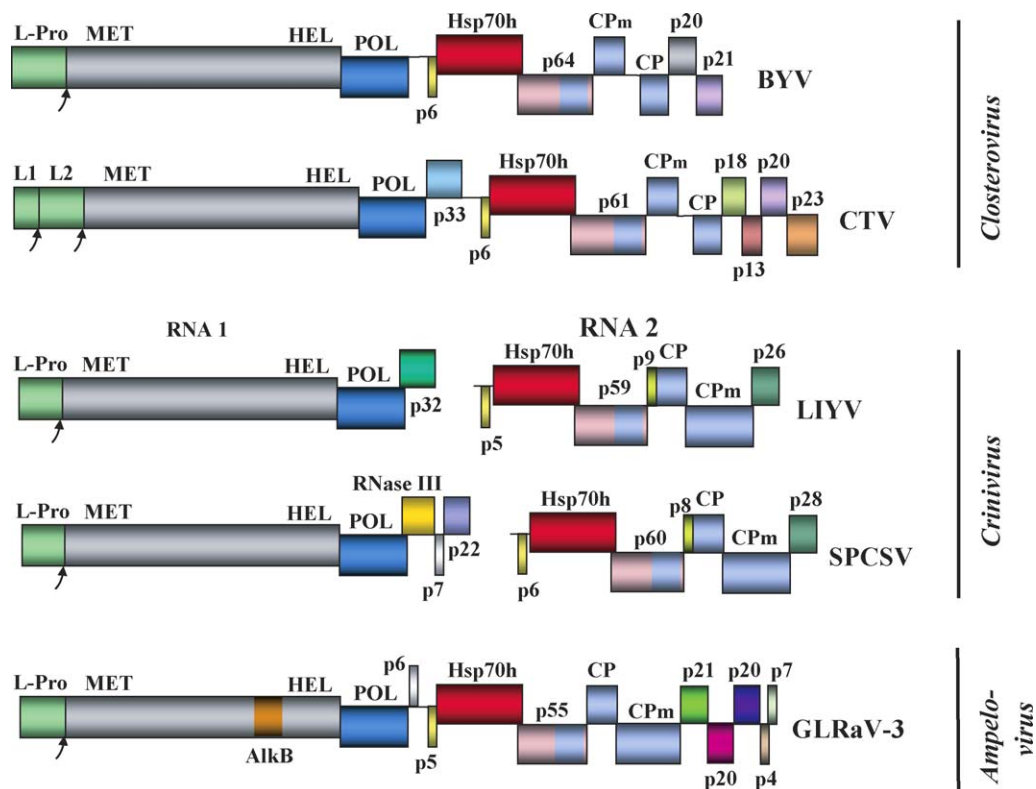 Hsp70h CPm p20
L-Pro MET HEL POL p64 CP p21 BYV
p6
L1 L2 MET HEL POL Hsp70h CPm p18 p20
p33 p61 CP p23 CTV
p6 p13
Closterovirus
RNA 1 RNA 2
L-Pro MET HEL POL Hsp70h p9 CP p26
p32 p59 CPm LIYV
p5
RNase III Hsp70h p8 CP p28
L-Pro MET HEL POL p22 p60 CPm SPCSV
p7 p6
Crinivirus
p6 Hsp70h CP p21 p20 p7
L-Pro MET HEL POL p55 CPm GLRaV-3
AlkB p5 p20 p4
Ampelo-
virus